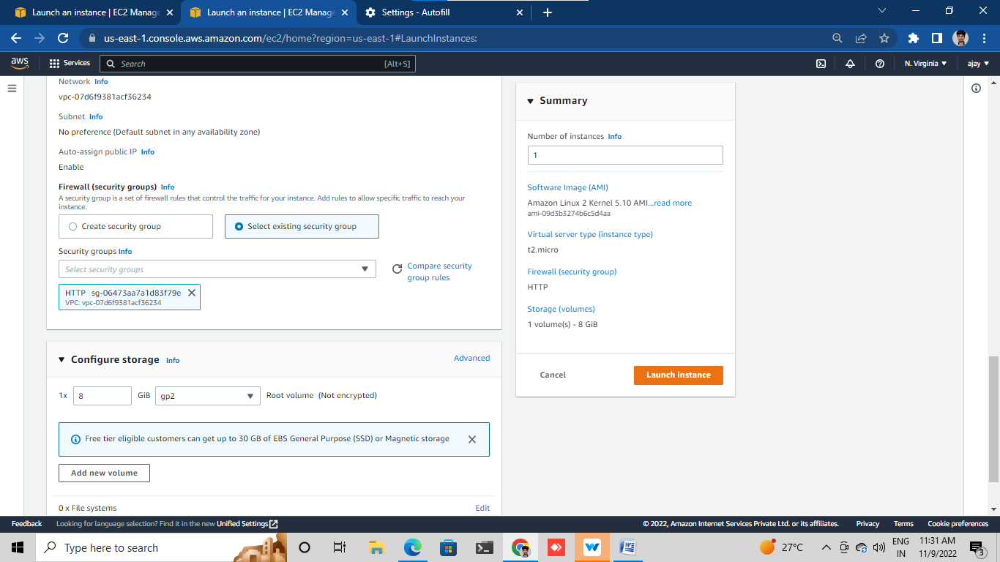 Launch an instance | EC2 Manage
Launch an instance | EC2 Manage
Settings - Autofill
us-east-1.console.aws.amazon.com/ec2/home?region=us-east-1#LaunchInstances:
aws
Services
Search
[Alt+S]
N. Virginia
ajay
Network Info
vpc-07d6f9381acf36234
Subnet Info
No preference (Default subnet in any availability zone)
Auto-assign public IP Info
Enable
Firewall (security groups) Info
A security group is a set of firewall rules that control the traffic for your instance. Add rules to allow specific traffic to reach your
instance.
Create security group
Select existing security group
Security groups Info
Select security groups
Compare security
group rules
HTTP sg-06473aa7a1d83f79e
VPC: vpc-07d6f9381acf36234
Configure storage Info
Advanced
1x
8
GiB
gp2
Root volume (Not encrypted)
Free tier eligible customers can get up to 30 GB of EBS General Purpose (SSD) or Magnetic storage
Add new volume
0 x File systems
Edit
Summary
Number of instances Info
1
Software Image (AMI)
Amazon Linux 2 Kernel 5.10 AMI...read more
ami-09d3b3274b6c5d4aa
Virtual server type (instance type)
t2.micro
Firewall (security group)
HTTP
Storage (volumes)
1 volume(s) - 8 GiB
Cancel
Launch instance
Feedback
Looking for language selection? Find it in the new Unified Settings
© 2022, Amazon Internet Services Private Ltd. or its affiliates.
Privacy
Terms
Cookie preferences
Type here to search
27°C
ENG
IN
11:31 AM
11/9/2022
3